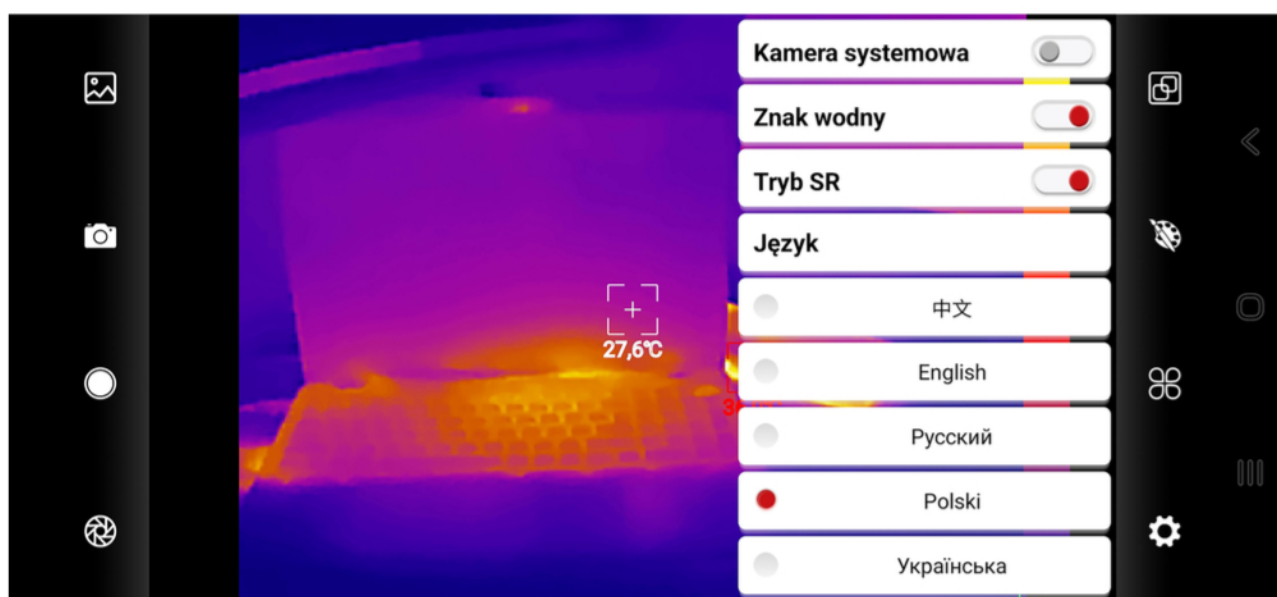 Kamera systemowa
Znak wodny
Tryb SR
Język
中文
English
Русский
Polski
Українська
27,6℃